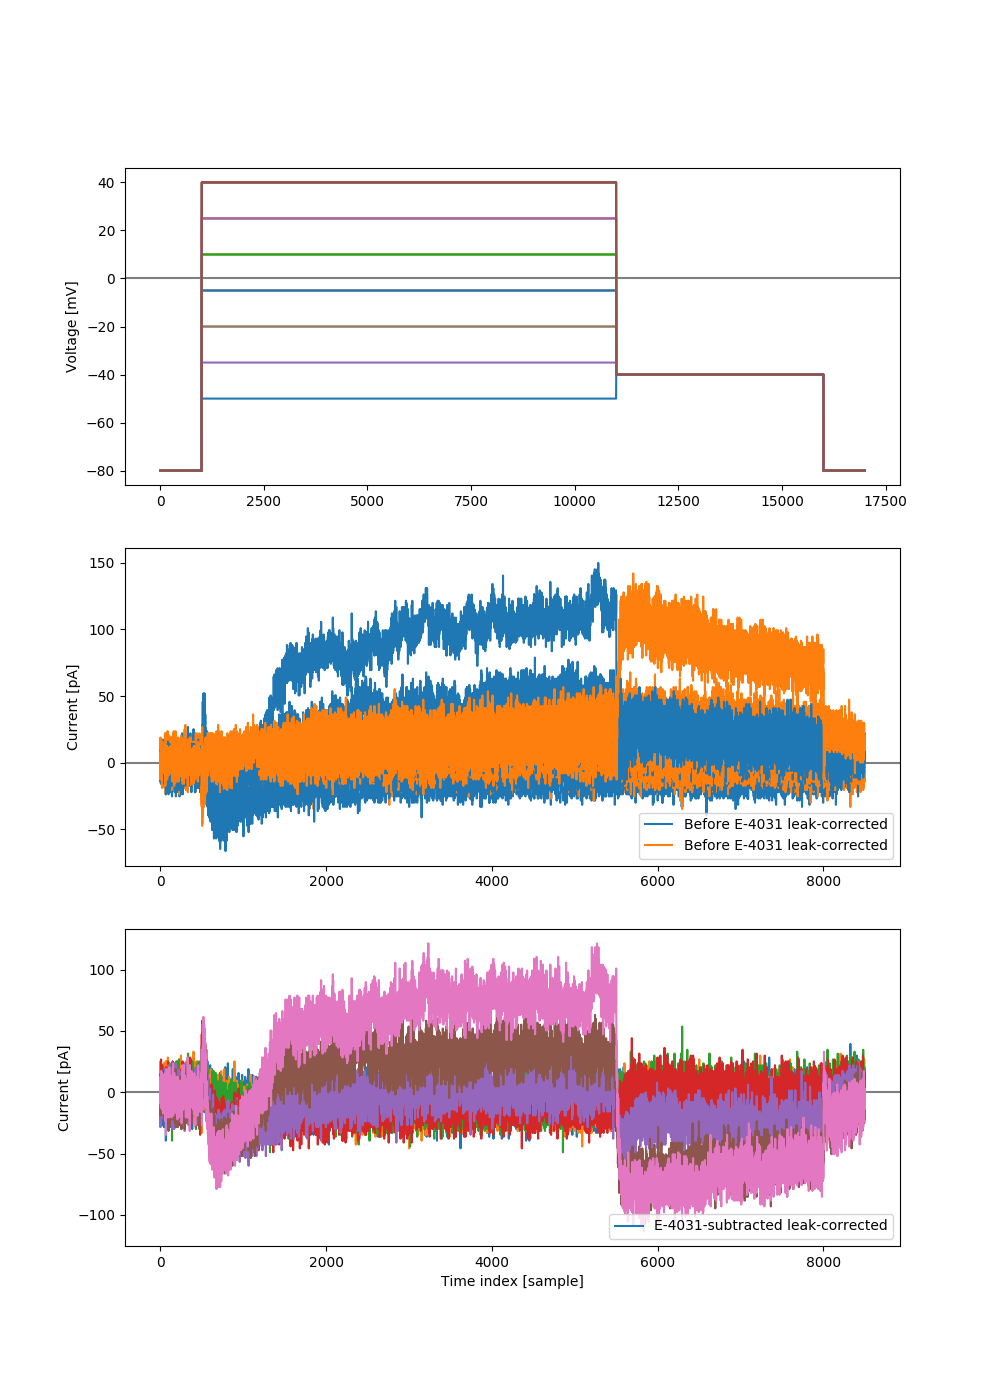 Voltage [mV]
40
20
0
−20
−40
−60
−80
0 2500 5000 7500 10000 12500 15000 17500
Current [pA]
150
100
50
0
−50
Before E-4031 leak-corrected
Before E-4031 leak-corrected
0 2000 4000 6000 8000
Current [pA]
100
50
0
−50
−100
E-4031-subtracted leak-corrected
0 2000 4000 6000 8000
Time index [sample]